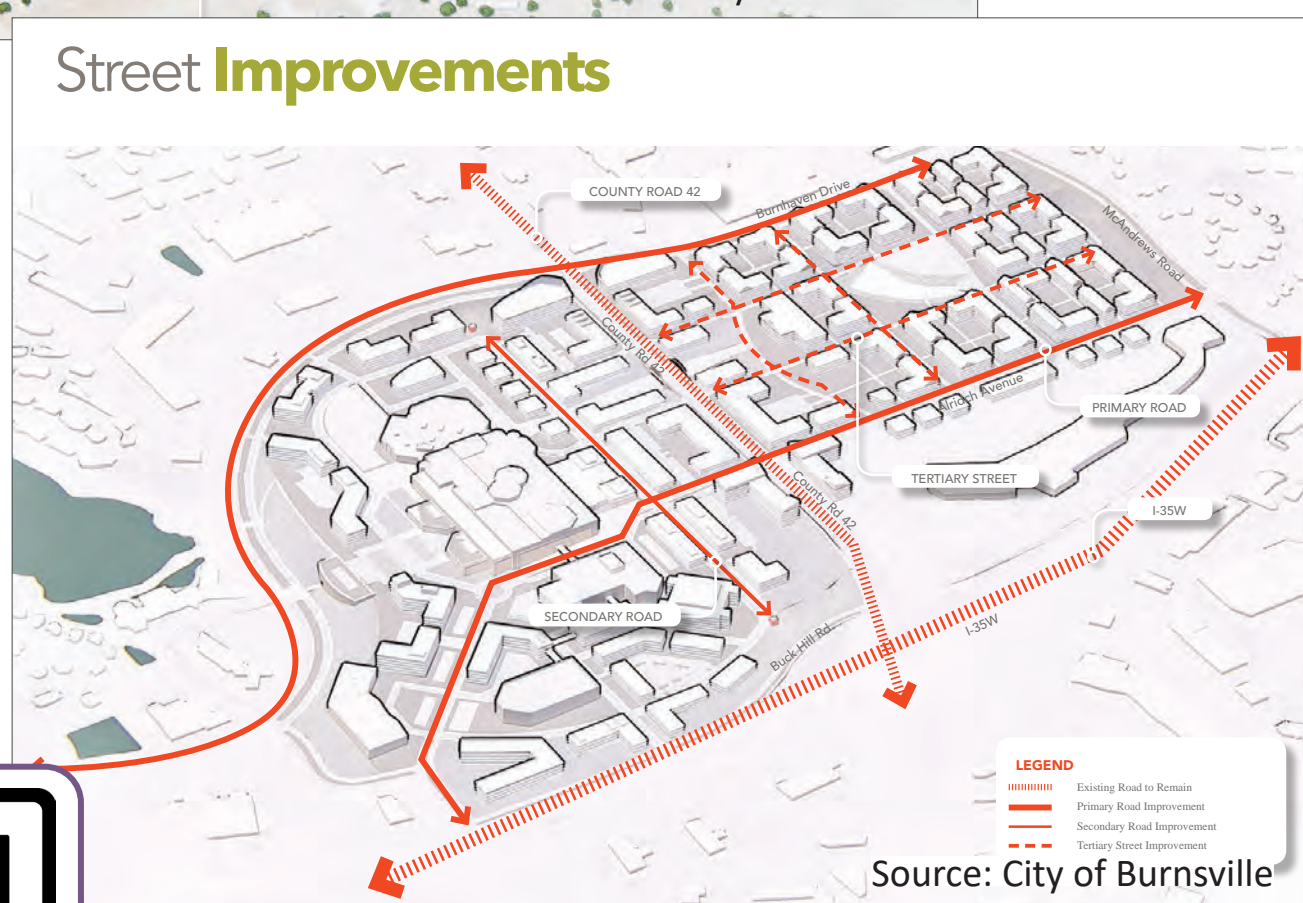 Street Improvements
COUNTY ROAD 42
Burnhaven Drive
McAndrews Road
County Rd 42
Alrioch Avenue
PRIMARY ROAD
TERTIARY STREET
County Rd 42
I-35W
SECONDARY ROAD
I-35W
Buck Hill Rd
LEGEND
Existing Road to Remain
Primary Road Improvement
Secondary Road Improvement
Tertiary Street Improvement
Source: City of Burnsville